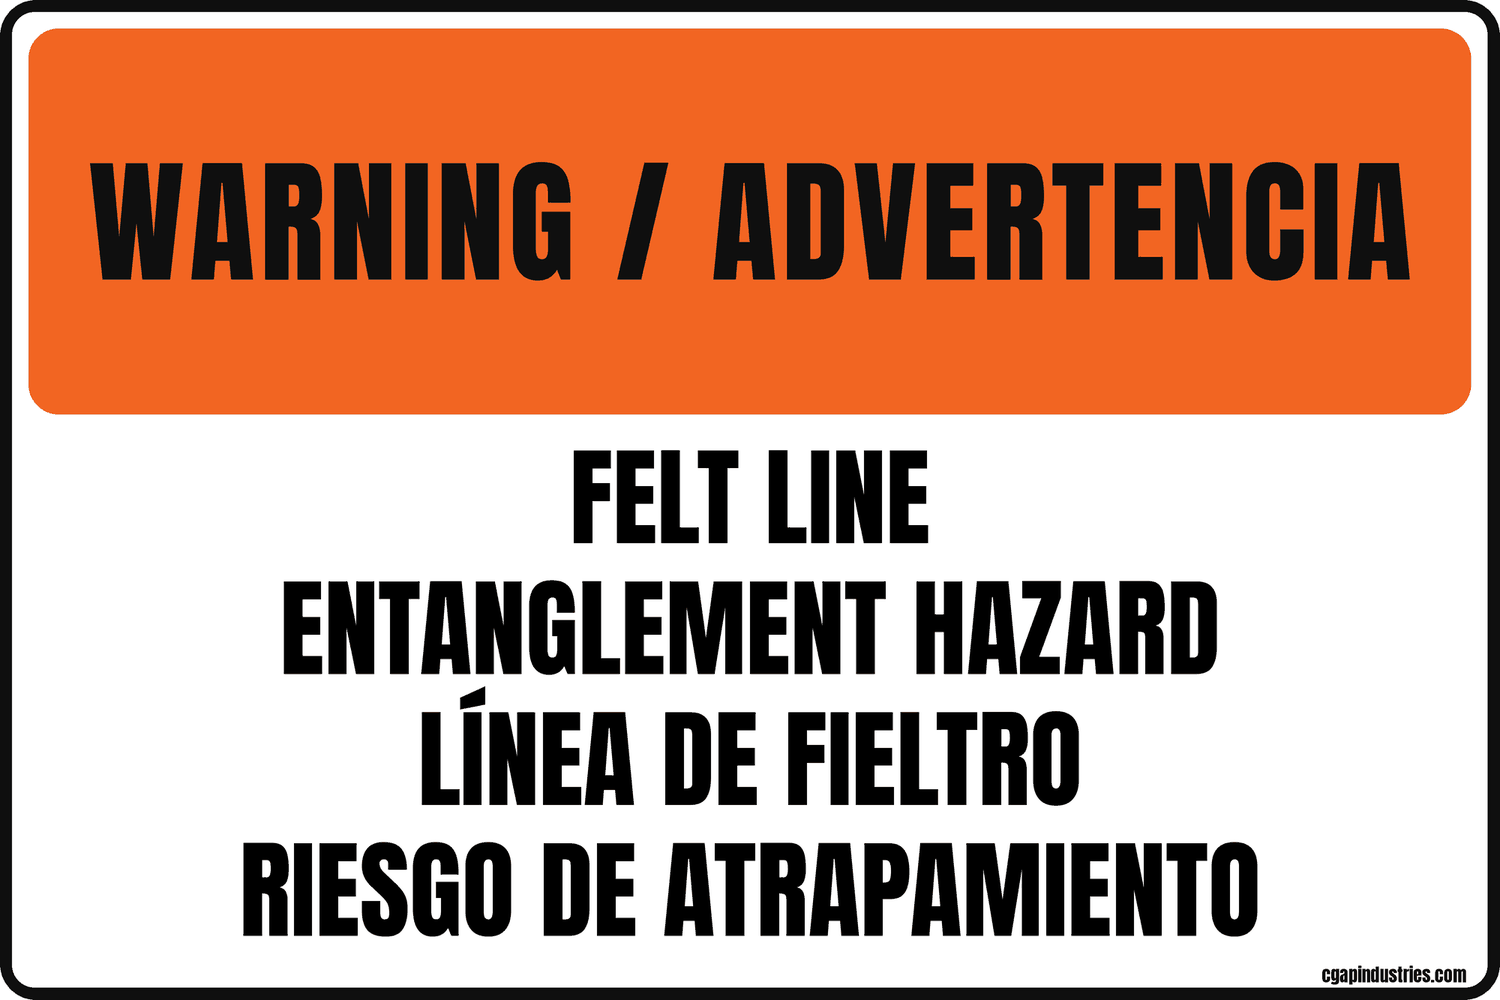 WARNING / ADVERTENCIA
FELT LINE
ENTANGLEMENT HAZARD
LÍNEA DE FIELTRO
RIESGO DE ATRAPAMIENTO
cgapindustries.com